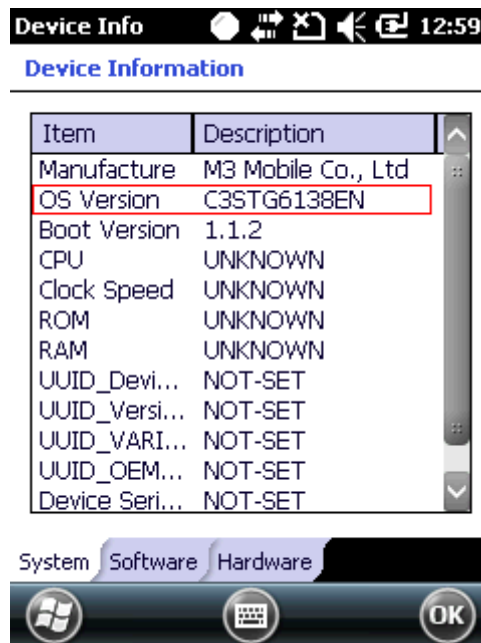 Device Info 12:59
Device Information
Item Description
Manufacture M3 Mobile Co., Ltd
OS Version C3STG6138EN
Boot Version 1.1.2
CPU UNKNOWN
Clock Speed UNKNOWN
ROM UNKNOWN
RAM UNKNOWN
UUID_Devi... NOT-SET
UUID_Versi... NOT-SET
UUID_VARI... NOT-SET
UUID_OEM... NOT-SET
Device Seri... NOT-SET
System Software Hardware
OK